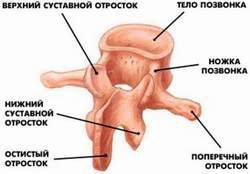 ВЕРХНИЙ СУСТАВНОЙ ОТРОСТОК
ТЕЛО ПОЗВОНКА
НОЖКА
ПОЗВОНКА
НИЖНИЙ
СУСТАВНОЙ
ОТРОСТОК
ОСТИСТЫЙ
ОТРОСТОК
ПОПЕРЕЧНЫЙ
ОТРОСТОК